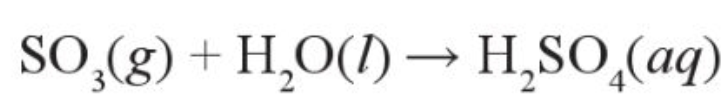 SO₃(g) + H₂O(l) → H₂SO₄(aq)